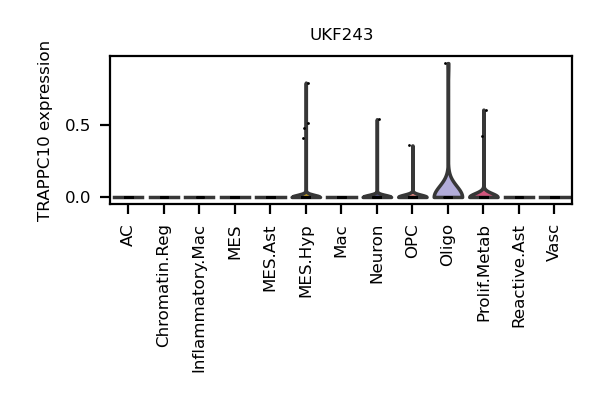 UKF243
TRAPPC10 expression
0.5
0.0
AC
Chromatin.Reg
Inflammatory.Mac
MES
MES.Ast
MES.Hyp
Mac
Neuron
OPC
Oligo
Prolif.Metab
Reactive.Ast
Vasc